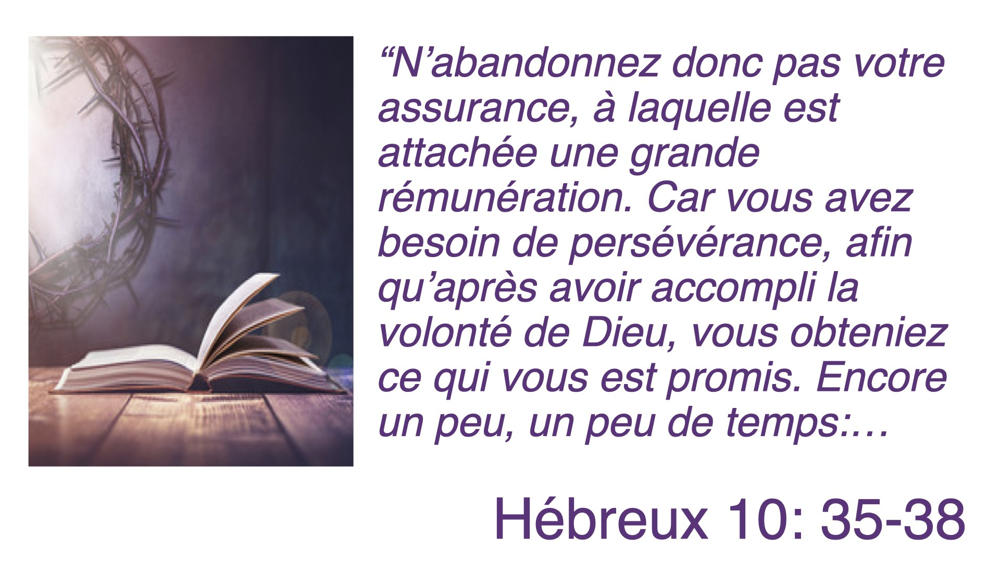 “N’abandonnez donc pas votre
assurance, à laquelle est
attachée une grande
rémunération. Car vous avez
besoin de persévérance, afin
qu’après avoir accompli la
volonté de Dieu, vous obteniez
ce qui vous est promis. Encore
un peu, un peu de temps:…
Hébreux 10: 35-38